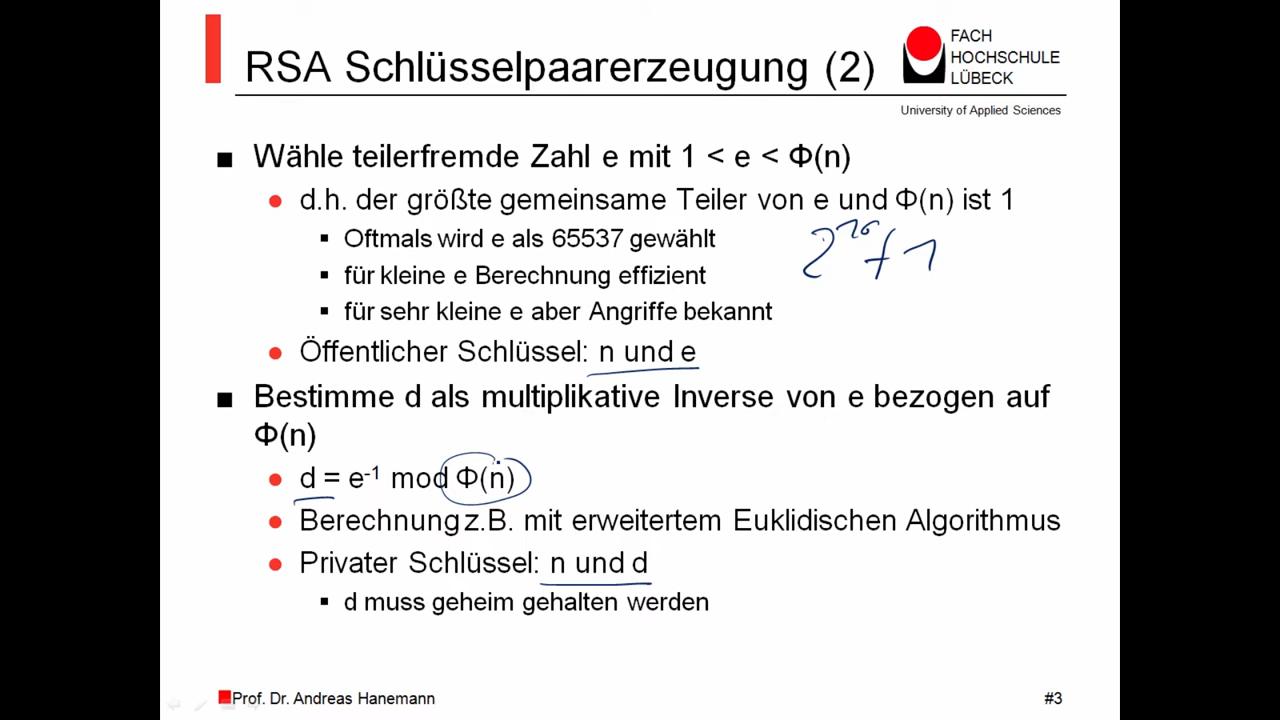 RSA Schlüsselpaarerzeugung (2)
FACH
HOCHSCHULE
LÜBECK
University of Applied Sciences
■ Wähle teilerfremde Zahl e mit 1 < e < Φ(n)
● d.h. der größte gemeinsame Teiler von e und Φ(n) ist 1
▪ Oftmals wird e als 65537 gewählt
2^16 + 1
▪ für kleine e Berechnung effizient
▪ für sehr kleine e aber Angriffe bekannt
● Öffentlicher Schlüssel: n und e
■ Bestimme d als multiplikative Inverse von e bezogen auf
Φ(n)
● d = e⁻¹ mod Φ(n)
● Berechnung z.B. mit erweitertem Euklidischen Algorithmus
● Privater Schlüssel: n und d
▪ d muss geheim gehalten werden
Prof. Dr. Andreas Hanemann
#3